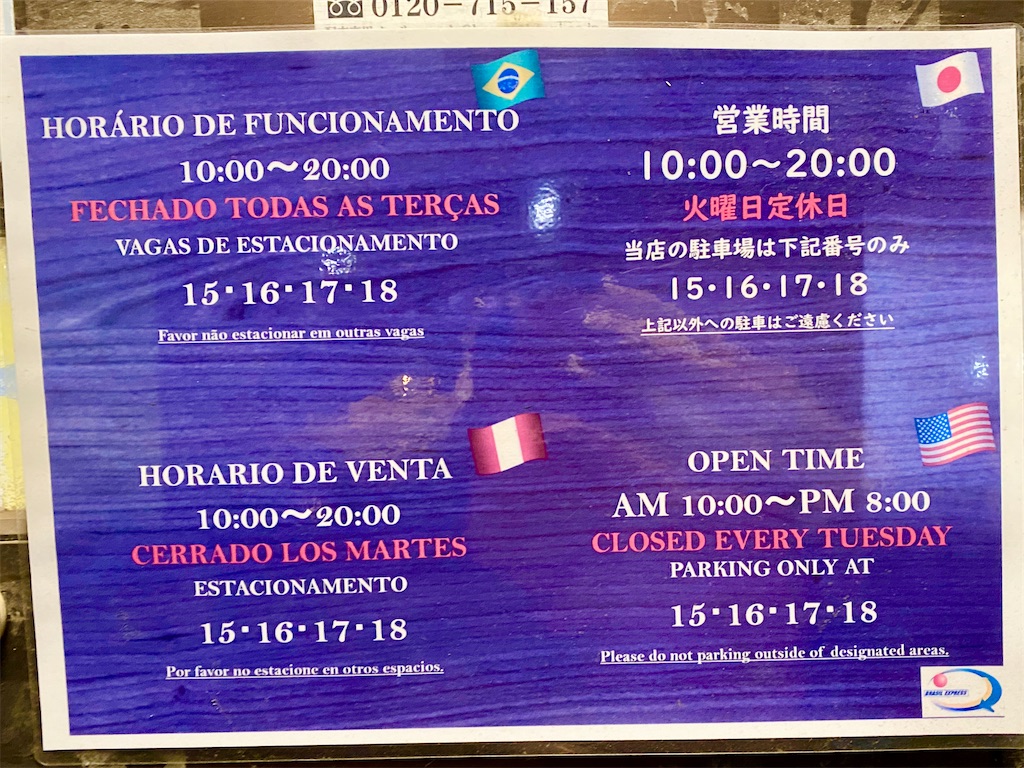 0120-715-157
HORÁRIO DE FUNCIONAMENTO
10:00〜20:00
FECHADO TODAS AS TERÇAS
VAGAS DE ESTACIONAMENTO
15・16・17・18
Favor não estacionar em outras vagas
営業時間
10:00〜20:00
火曜日定休日
当店の駐車場は下記番号のみ
15・16・17・18
上記以外への駐車はご遠慮ください
HORARIO DE VENTA
10:00〜20:00
CERRADO LOS MARTES
ESTACIONAMENTO
15・16・17・18
Por favor no estacione en otros espacios.
OPEN TIME
AM 10:00〜PM 8:00
CLOSED EVERY TUESDAY
PARKING ONLY AT
15・16・17・18
Please do not parking outside of designated areas.
BRASIL EXPRESS